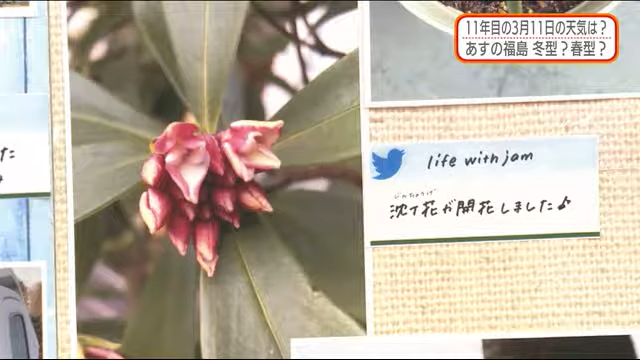 11年目の3月11日の天気は？
あすの福島 冬型？春型？
life with jam
じんちょうげ
沈丁花が開花しました♪
た